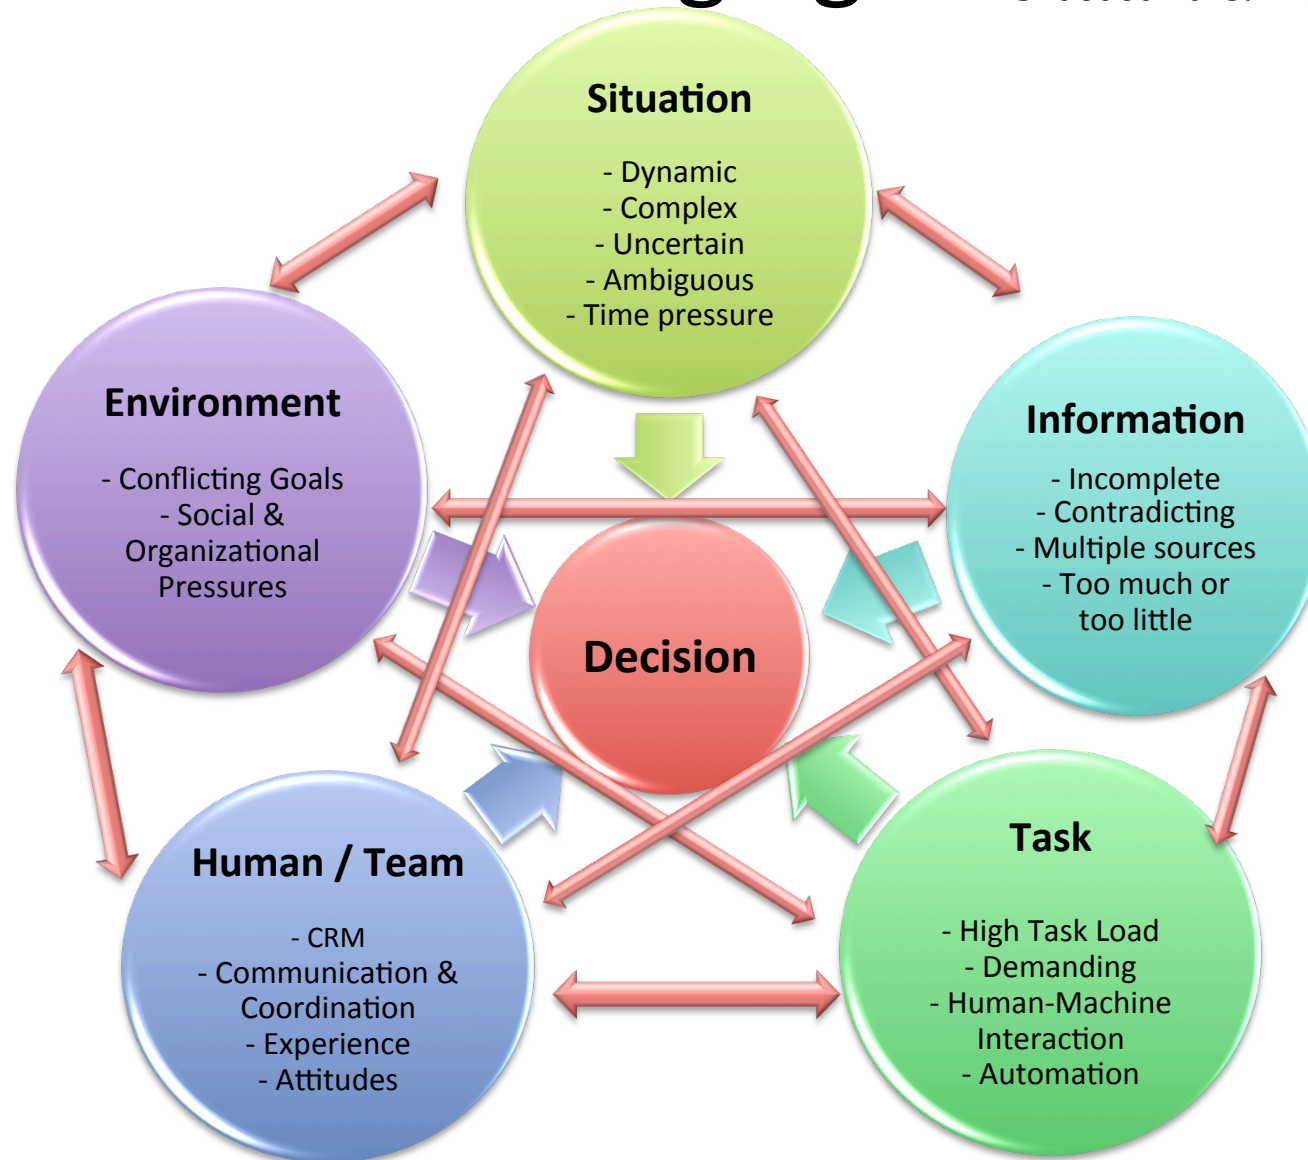 Situation
- Dynamic
- Complex
- Uncertain
- Ambiguous
- Time pressure
Environment
- Conflicting Goals
- Social &
Organizational
Pressures
Information
- Incomplete
- Contradicting
- Multiple sources
- Too much or
too little
Decision
Human / Team
- CRM
- Communication &
Coordination
- Experience
- Attitudes
Task
- High Task Load
- Demanding
- Human-Machine
Interaction
- Automation